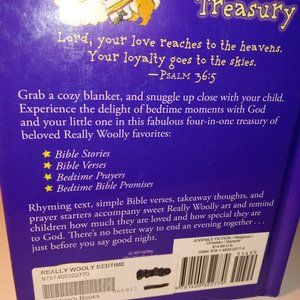 Treasury
Lord, your love reaches to the heavens.
Your loyalty goes to the skies.
—PSALM 36:5
Grab a cozy blanket, and snuggle up close with your child.
Experience the delight of bedtime moments with God
and your little one in this fabulous four-in-one treasury of
beloved Really Woolly favorites:
★ Bible Stories
★ Bible Verses
★ Bedtime Prayers
★ Bedtime Bible Promises
Rhyming text, simple Bible verses, takeaway thoughts, and
prayer starters accompany sweet Really Woolly art and remind
children how much they are loved and how special they are
to God. There's no better way to end an evening together . . .
just before you say good night.
REALLY WOOLY BEDTIME
9781400322770
Books
JUVENILE FICTION / Religious /
Christian / General